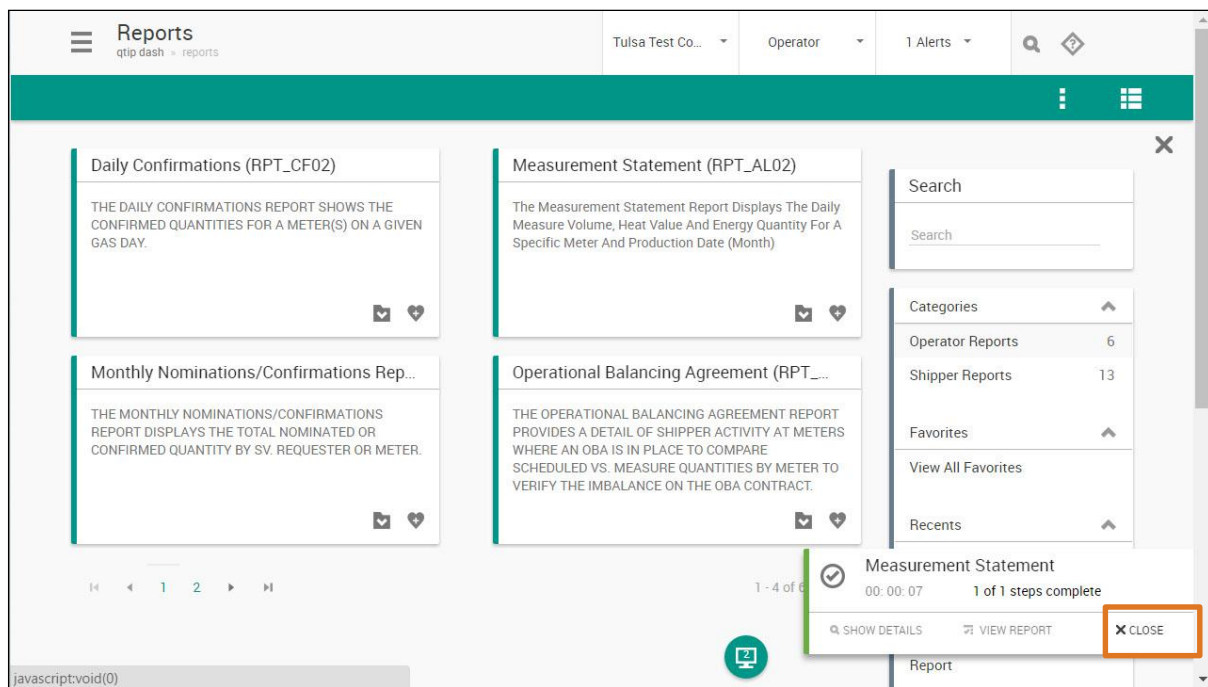 Reports
qtip dash » reports
Tulsa Test Co...
Operator
1 Alerts
Daily Confirmations (RPT_CF02)
THE DAILY CONFIRMATIONS REPORT SHOWS THE
CONFIRMED QUANTITIES FOR A METER(S) ON A GIVEN
GAS DAY.
Measurement Statement (RPT_AL02)
The Measurement Statement Report Displays The Daily
Measure Volume, Heat Value And Energy Quantity For A
Specific Meter And Production Date (Month)
Monthly Nominations/Confirmations Rep...
THE MONTHLY NOMINATIONS/CONFIRMATIONS
REPORT DISPLAYS THE TOTAL NOMINATED OR
CONFIRMED QUANTITY BY SV. REQUESTER OR METER.
Operational Balancing Agreement (RPT_...
THE OPERATIONAL BALANCING AGREEMENT REPORT
PROVIDES A DETAIL OF SHIPPER ACTIVITY AT METERS
WHERE AN OBA IS IN PLACE TO COMPARE
SCHEDULED VS. MEASURE QUANTITIES BY METER TO
VERIFY THE IMBALANCE ON THE OBA CONTRACT.
1 2
1 - 4 of 6
Search
Search
Categories
Operator Reports 6
Shipper Reports 13
Favorites
View All Favorites
Recents
Measurement Statement
00: 00: 07 1 of 1 steps complete
SHOW DETAILS VIEW REPORT CLOSE
Report
2
javascript:void(0)